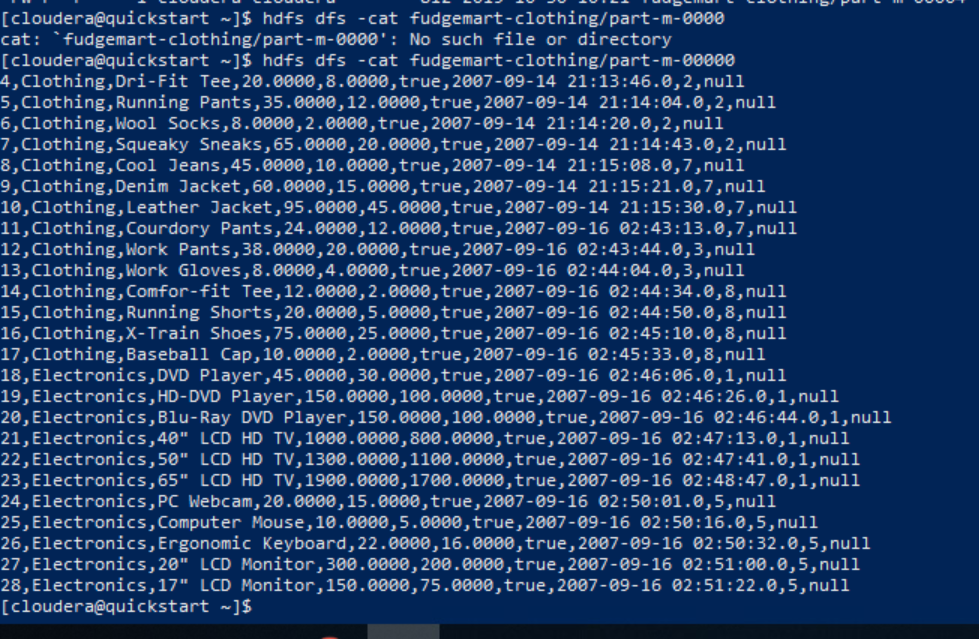 [cloudera@quickstart ~]$ hdfs dfs -cat fudgemart-clothing/part-m-0000
cat: `fudgemart-clothing/part-m-0000': No such file or directory
[cloudera@quickstart ~]$ hdfs dfs -cat fudgemart-clothing/part-m-00000
4,Clothing,Dri-Fit Tee,20.0000,8.0000,true,2007-09-14 21:13:46.0,2,null
5,Clothing,Running Pants,35.0000,12.0000,true,2007-09-14 21:14:04.0,2,null
6,Clothing,Wool Socks,8.0000,2.0000,true,2007-09-14 21:14:20.0,2,null
7,Clothing,Squeaky Sneaks,65.0000,20.0000,true,2007-09-14 21:14:43.0,2,null
8,Clothing,Cool Jeans,45.0000,10.0000,true,2007-09-14 21:15:08.0,7,null
9,Clothing,Denim Jacket,60.0000,15.0000,true,2007-09-14 21:15:21.0,7,null
10,Clothing,Leather Jacket,95.0000,45.0000,true,2007-09-14 21:15:30.0,7,null
11,Clothing,Courdory Pants,24.0000,12.0000,true,2007-09-16 02:43:13.0,7,null
12,Clothing,Work Pants,38.0000,20.0000,true,2007-09-16 02:43:44.0,3,null
13,Clothing,Work Gloves,8.0000,4.0000,true,2007-09-16 02:44:04.0,3,null
14,Clothing,Comfor-fit Tee,12.0000,2.0000,true,2007-09-16 02:44:34.0,8,null
15,Clothing,Running Shorts,20.0000,5.0000,true,2007-09-16 02:44:50.0,8,null
16,Clothing,X-Train Shoes,75.0000,25.0000,true,2007-09-16 02:45:10.0,8,null
17,Clothing,Baseball Cap,10.0000,2.0000,true,2007-09-16 02:45:33.0,8,null
18,Electronics,DVD Player,45.0000,30.0000,true,2007-09-16 02:46:06.0,1,null
19,Electronics,HD-DVD Player,150.0000,100.0000,true,2007-09-16 02:46:26.0,1,null
20,Electronics,Blu-Ray DVD Player,150.0000,100.0000,true,2007-09-16 02:46:44.0,1,null
21,Electronics,40" LCD HD TV,1000.0000,800.0000,true,2007-09-16 02:47:13.0,1,null
22,Electronics,50" LCD HD TV,1300.0000,1100.0000,true,2007-09-16 02:47:41.0,1,null
23,Electronics,65" LCD HD TV,1900.0000,1700.0000,true,2007-09-16 02:48:47.0,1,null
24,Electronics,PC Webcam,20.0000,15.0000,true,2007-09-16 02:50:01.0,5,null
25,Electronics,Computer Mouse,10.0000,5.0000,true,2007-09-16 02:50:16.0,5,null
26,Electronics,Ergonomic Keyboard,22.0000,16.0000,true,2007-09-16 02:50:32.0,5,null
27,Electronics,20" LCD Monitor,300.0000,200.0000,true,2007-09-16 02:51:00.0,5,null
28,Electronics,17" LCD Monitor,150.0000,75.0000,true,2007-09-16 02:51:22.0,5,null
[cloudera@quickstart ~]$